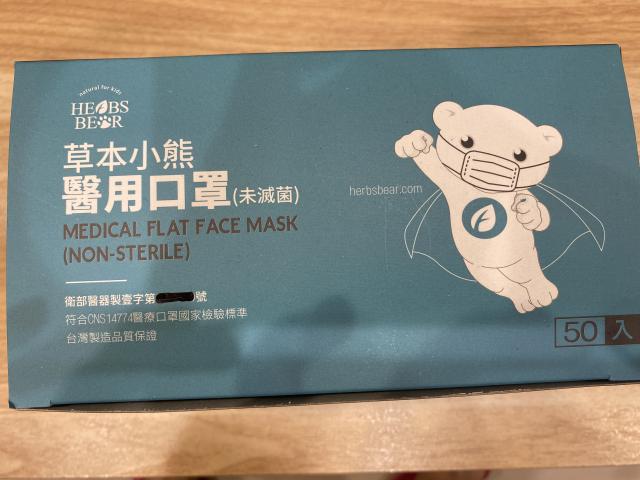 natural for kids
HERBS
BEAR
草本小熊
醫用口罩(未滅菌)
MEDICAL FLAT FACE MASK
(NON-STERILE)
herbsbear.com
衛部醫器製壹字第
號
符合CNS14774醫療口罩國家檢驗標準
台灣製造品質保證
50入